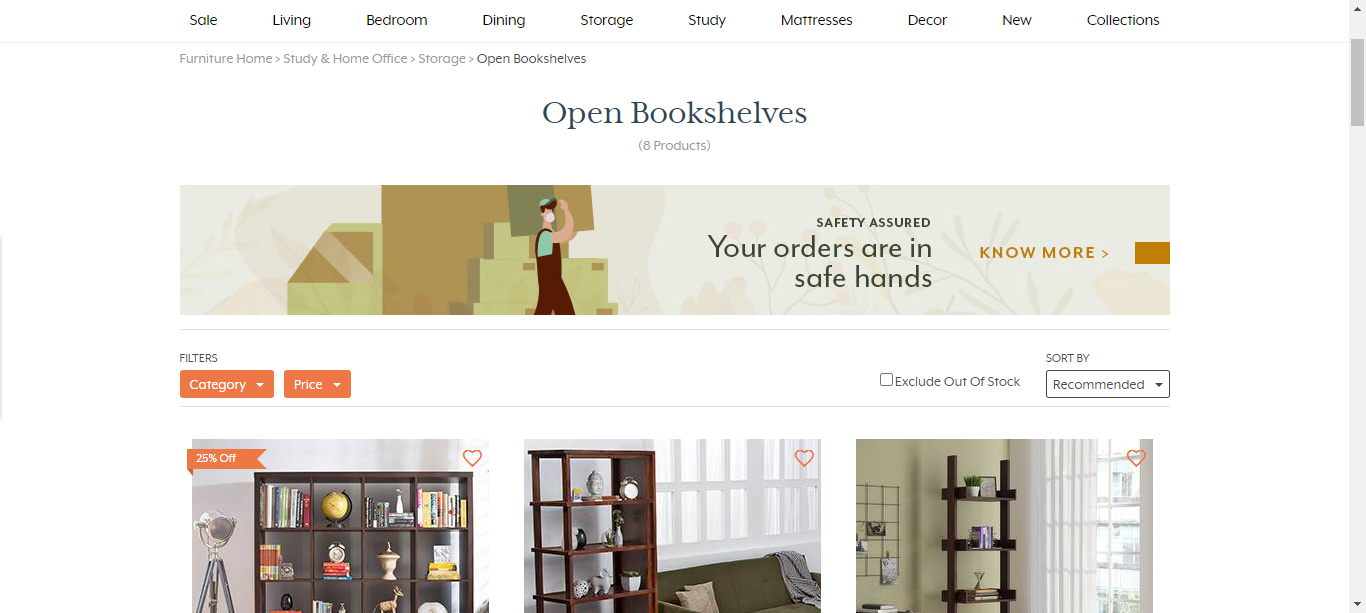 Sale Living Bedroom Dining Storage Study Mattresses Decor New Collections
Furniture Home > Study & Home Office > Storage > Open Bookshelves
Open Bookshelves
(8 Products)
SAFETY ASSURED
Your orders are in
safe hands
KNOW MORE >
FILTERS
Category
Price
Exclude Out Of Stock
SORT BY
Recommended
25% Off